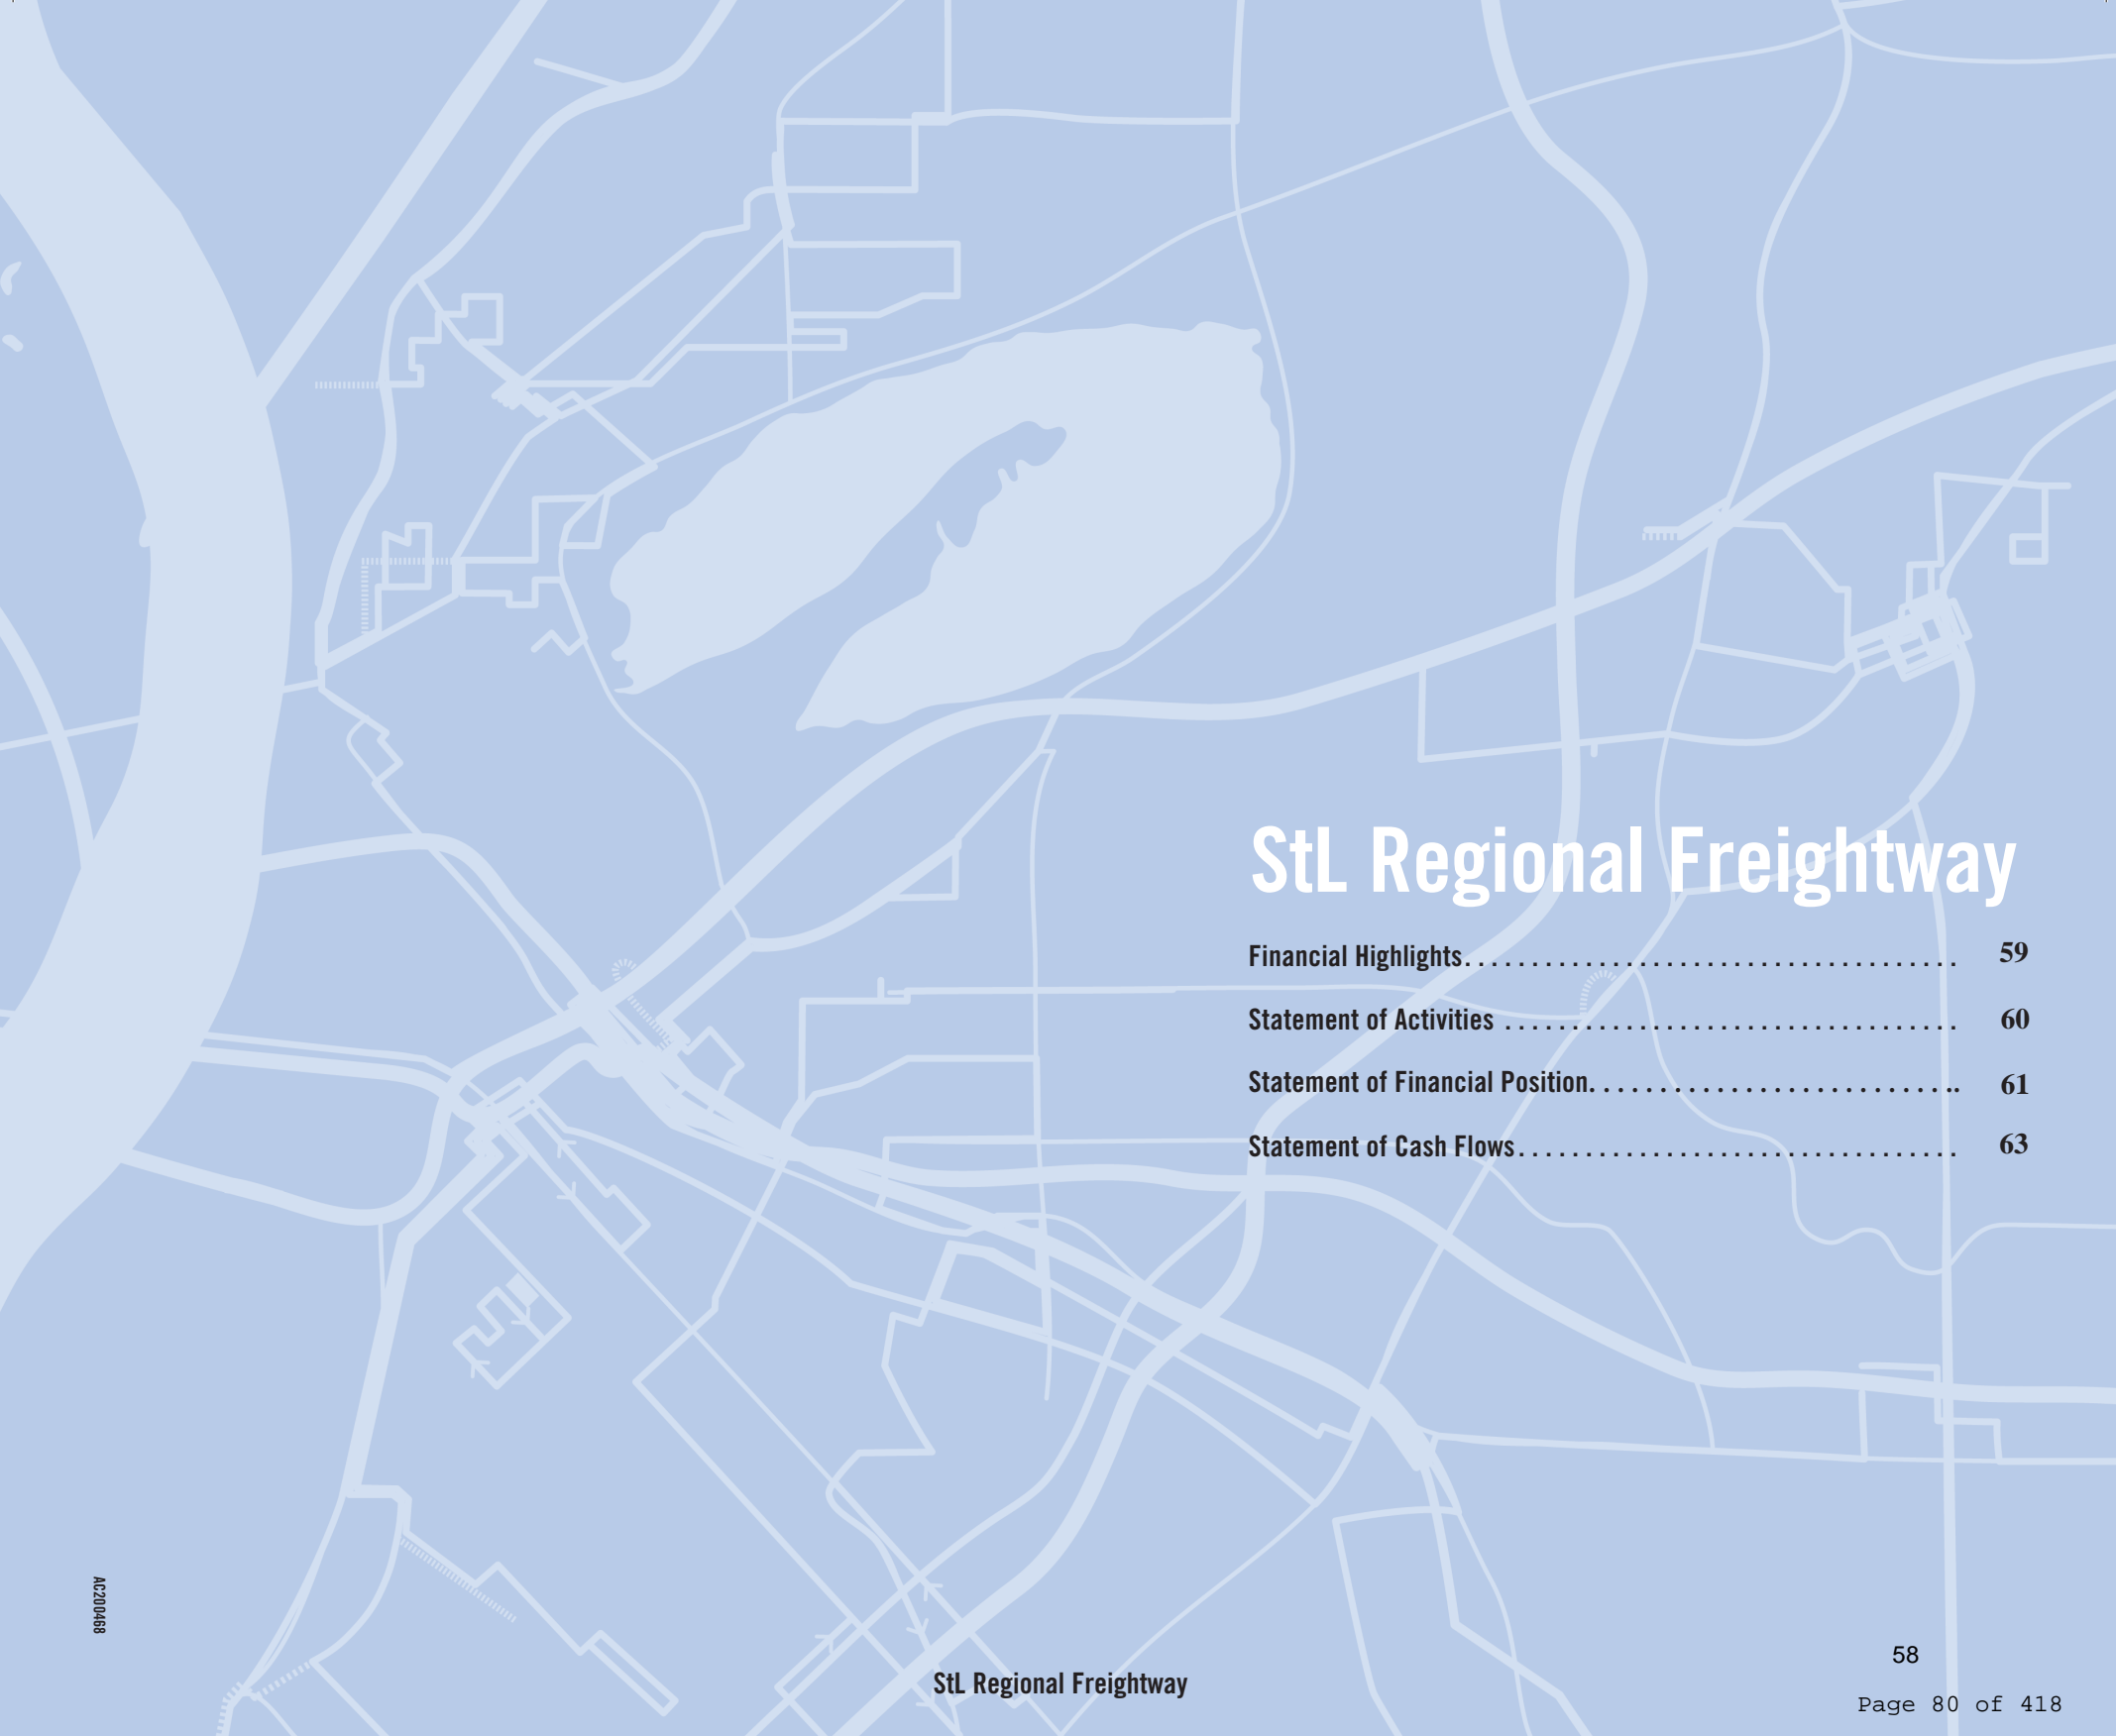 StL Regional Freightway
Financial Highlights. . . . . . . . . . . . . . . . . . . . . . . . . . . . . . . . . . . . . 59
Statement of Activities . . . . . . . . . . . . . . . . . . . . . . . . . . . . . . . . . . 60
Statement of Financial Position. . . . . . . . . . . . . . . . . . . . . . . . . . .. 61
Statement of Cash Flows. . . . . . . . . . . . . . . . . . . . . . . . . . . . . . . . . 63
AC200468
58
StL Regional Freightway
Page 80 of 418